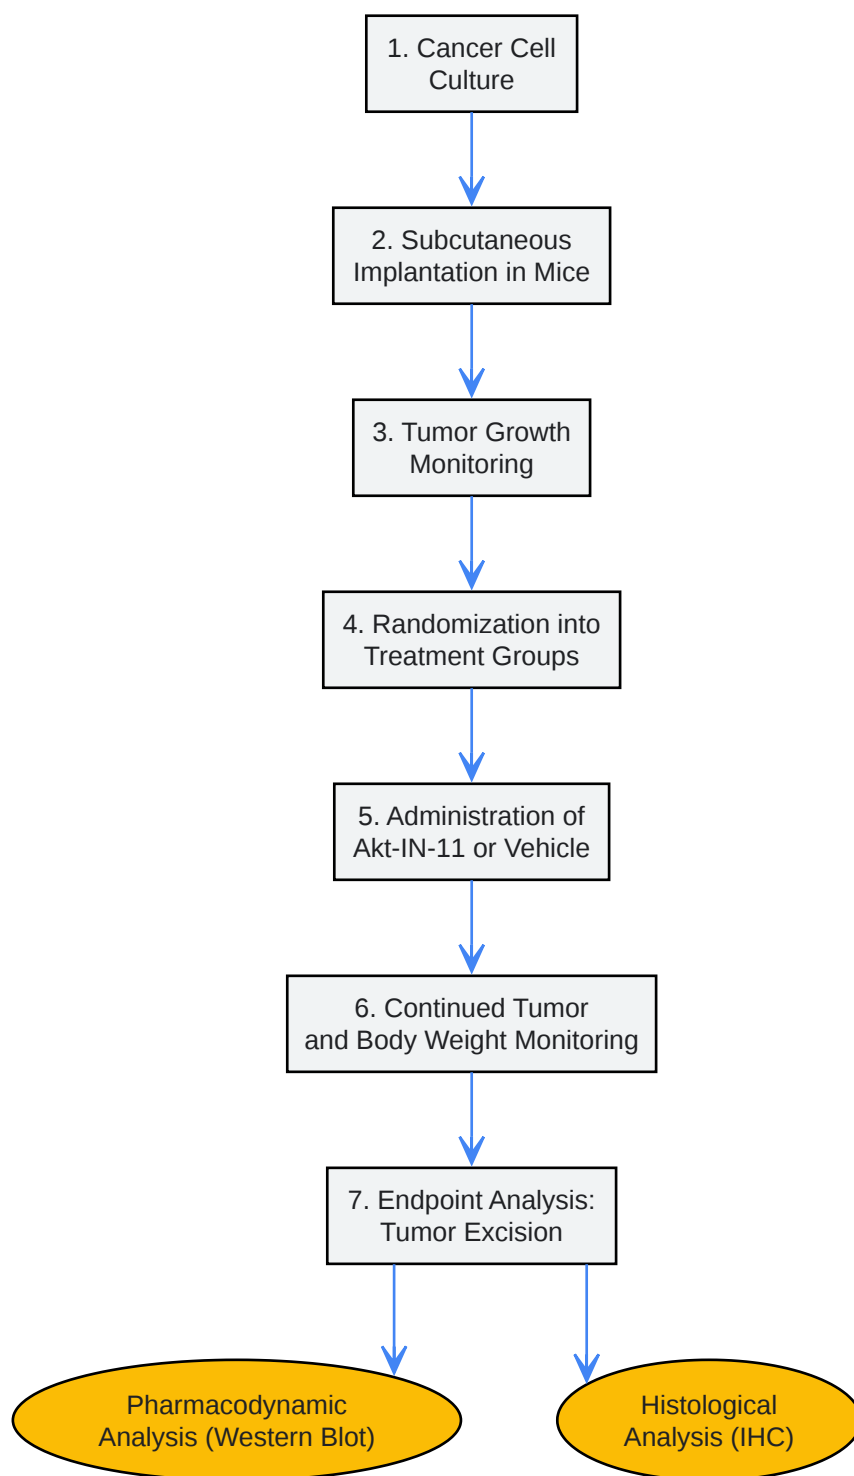 1. Cancer Cell
Culture
2. Subcutaneous
Implantation in Mice
3. Tumor Growth
Monitoring
4. Randomization into
Treatment Groups
5. Administration of
Akt-IN-11 or Vehicle
6. Continued Tumor
and Body Weight Monitoring
7. Endpoint Analysis:
Tumor Excision
Pharmacodynamic
Analysis (Western Blot)
Histological
Analysis (IHC)